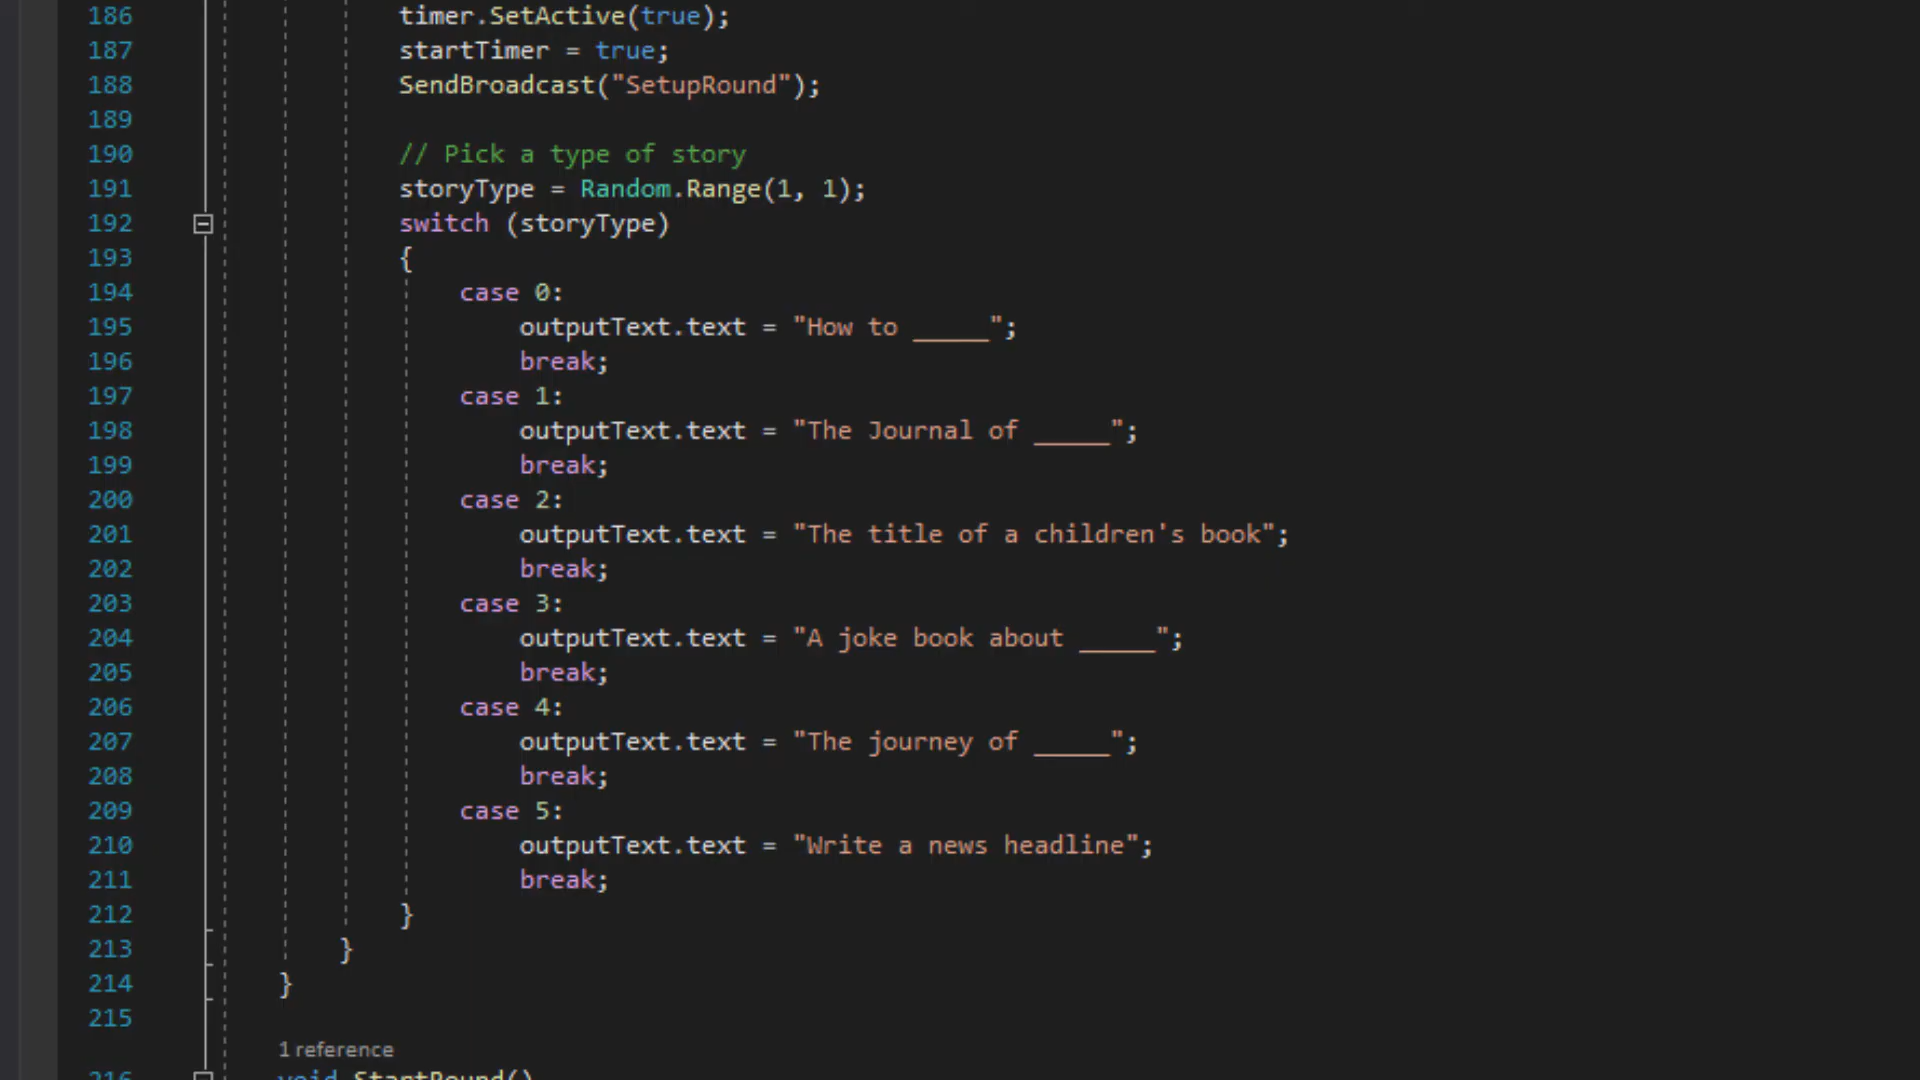 186 timer.SetActive(true);
187 startTimer = true;
188 SendBroadcast("SetupRound");
189
190 // Pick a type of story
191 storyType = Random.Range(1, 1);
192 switch (storyType)
193 {
194 case 0:
195 outputText.text = "How to _____";
196 break;
197 case 1:
198 outputText.text = "The Journal of _____";
199 break;
200 case 2:
201 outputText.text = "The title of a children's book";
202 break;
203 case 3:
204 outputText.text = "A joke book about _____";
205 break;
206 case 4:
207 outputText.text = "The journey of _____";
208 break;
209 case 5:
210 outputText.text = "Write a news headline";
211 break;
212 }
213 }
214 }
215
1 reference
216 void StartRound()